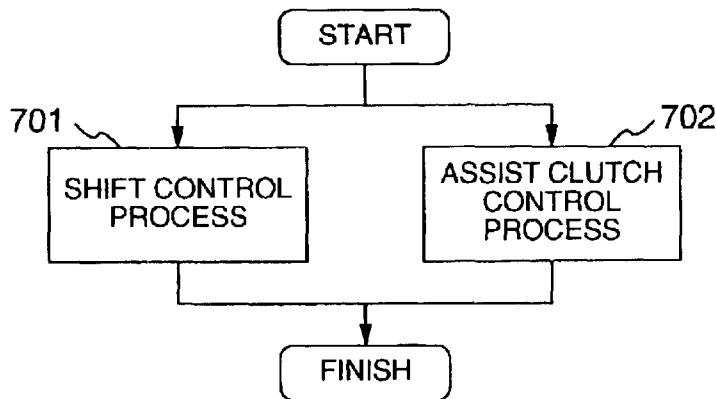 START
701
702
SHIFT CONTROL
PROCESS
ASSIST CLUTCH
CONTROL
PROCESS
FINISH